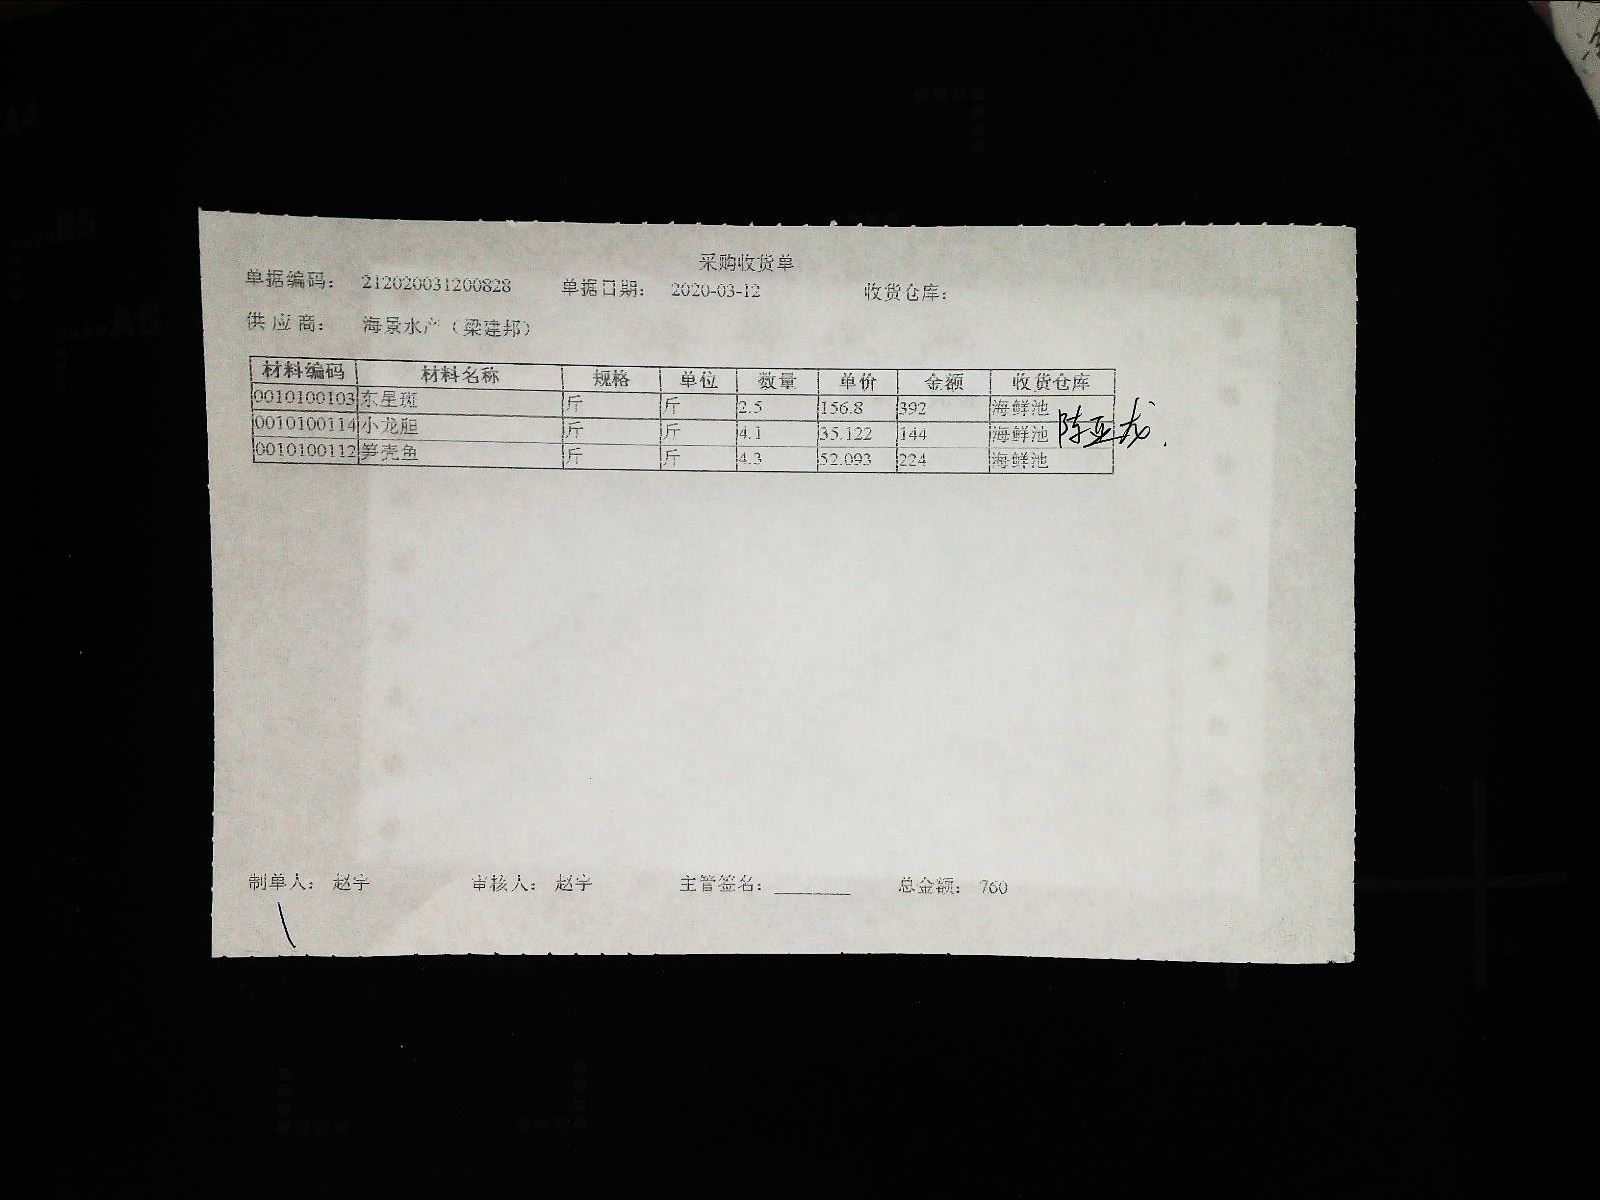 采购收货单
单据编码： 212020031200828 单据日期： 2020-03-12 收货仓库：
供 应 商： 海景水产（梁建邦）
材料编码 材料名称 规格 单位 数量 单价 金额 收货仓库
0010100103 东星斑 斤 斤 2.5 156.8 392 海鲜池
0010100114 小龙胆 斤 斤 4.1 35.122 144 海鲜池 陈亚龙.
0010100112 笋壳鱼 斤 斤 4.3 52.093 224 海鲜池
制单人： 赵宇 审核人： 赵宇 主管签名：________ 总金额： 760